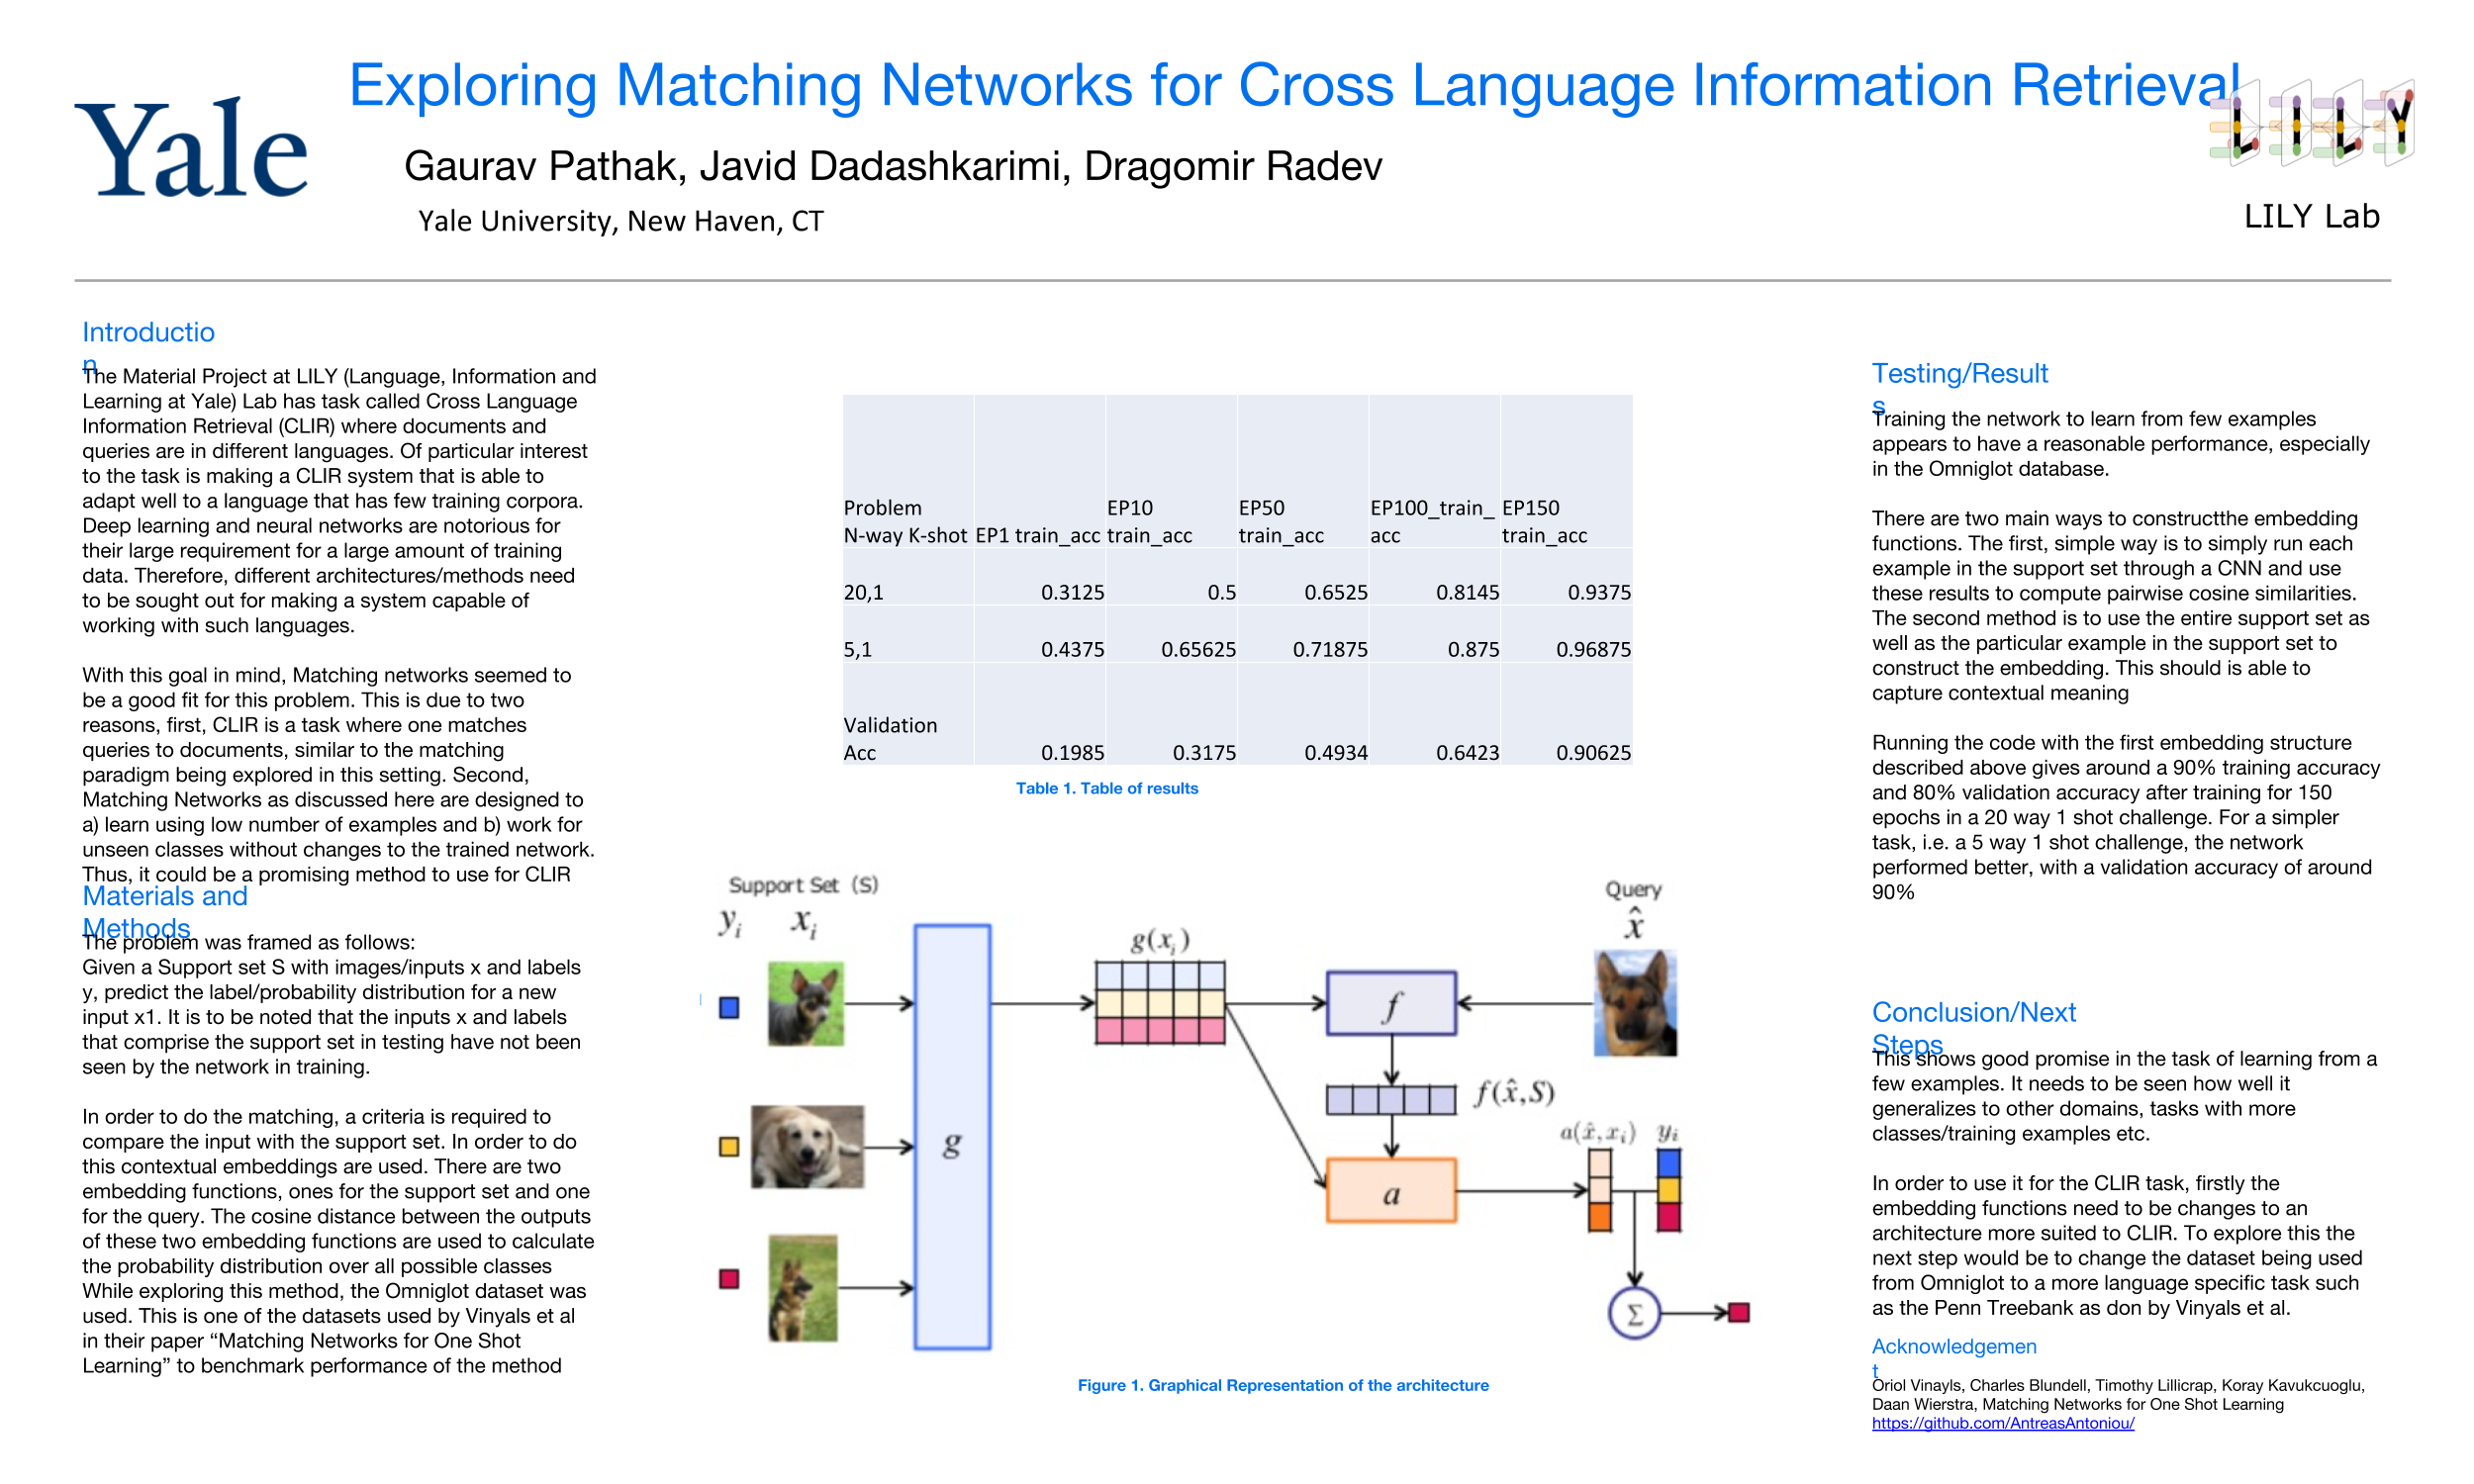 Exploring Matching Networks for Cross Language Information Retrieval
Yale
Gaurav Pathak, Javid Dadashkarimi, Dragomir Radev
Yale University, New Haven, CT
LILY
LILY Lab
Introductio
n
The Material Project at LILY (Language, Information and
Learning at Yale) Lab has task called Cross Language
Information Retrieval (CLIR) where documents and
queries are in different languages. Of particular interest
to the task is making a CLIR system that is able to
adapt well to a language that has few training corpora.
Deep learning and neural networks are notorious for
their large requirement for a large amount of training
data. Therefore, different architectures/methods need
to be sought out for making a system capable of
working with such languages.
With this goal in mind, Matching networks seemed to
be a good fit for this problem. This is due to two
reasons, first, CLIR is a task where one matches
queries to documents, similar to the matching
paradigm being explored in this setting. Second,
Matching Networks as discussed here are designed to
a) learn using low number of examples and b) work for
unseen classes without changes to the trained network.
Thus, it could be a promising method to use for CLIR
Materials and
Methods
The problem was framed as follows:
Given a Support set S with images/inputs x and labels
y, predict the label/probability distribution for a new
input x1. It is to be noted that the inputs x and labels
that comprise the support set in testing have not been
seen by the network in training.
In order to do the matching, a criteria is required to
compare the input with the support set. In order to do
this contextual embeddings are used. There are two
embedding functions, ones for the support set and one
for the query. The cosine distance between the outputs
of these two embedding functions are used to calculate
the probability distribution over all possible classes
While exploring this method, the Omniglot dataset was
used. This is one of the datasets used by Vinyals et al
in their paper “Matching Networks for One Shot
Learning” to benchmark performance of the method
Problem
N-way K-shot EP1 train_acc EP10 train_acc EP50 train_acc EP100_train_acc EP150 train_acc
20,1 0.3125 0.5 0.6525 0.8145 0.9375
5,1 0.4375 0.65625 0.71875 0.875 0.96875
Validation
Acc 0.1985 0.3175 0.4934 0.6423 0.90625
Table 1. Table of results
Support Set (S)
yᵢ xᵢ
g
g(xᵢ)
f
Query
x̂
f(x̂,S)
a
a(x̂,xᵢ) yᵢ
Σ
Figure 1. Graphical Representation of the architecture
Testing/Result
s
Training the network to learn from few examples
appears to have a reasonable performance, especially
in the Omniglot database.
There are two main ways to constructthe embedding
functions. The first, simple way is to simply run each
example in the support set through a CNN and use
these results to compute pairwise cosine similarities.
The second method is to use the entire support set as
well as the particular example in the support set to
construct the embedding. This should is able to
capture contextual meaning
Running the code with the first embedding structure
described above gives around a 90% training accuracy
and 80% validation accuracy after training for 150
epochs in a 20 way 1 shot challenge. For a simpler
task, i.e. a 5 way 1 shot challenge, the network
performed better, with a validation accuracy of around
90%
Conclusion/Next
Steps
This shows good promise in the task of learning from a
few examples. It needs to be seen how well it
generalizes to other domains, tasks with more
classes/training examples etc.
In order to use it for the CLIR task, firstly the
embedding functions need to be changes to an
architecture more suited to CLIR. To explore this the
next step would be to change the dataset being used
from Omniglot to a more language specific task such
as the Penn Treebank as don by Vinyals et al.
Acknowledgemen
t
Oriol Vinayls, Charles Blundell, Timothy Lillicrap, Koray Kavukcuoglu,
Daan Wierstra, Matching Networks for One Shot Learning
https://github.com/AntreasAntoniou/